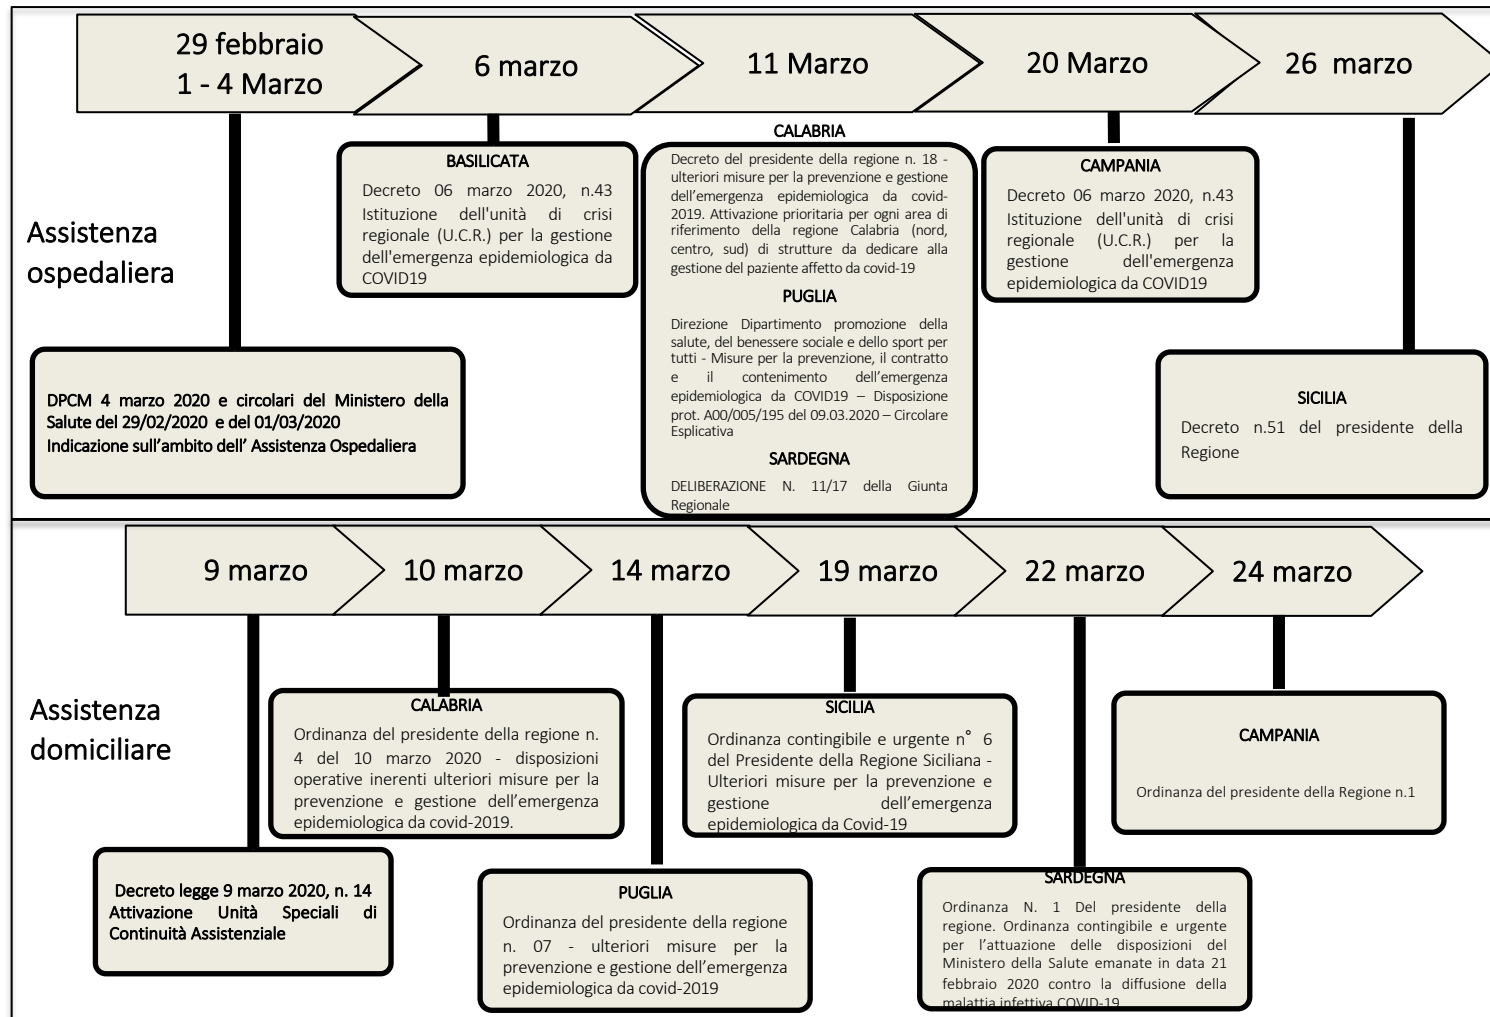 29 febbraio
1 - 4 Marzo
6 marzo
11 Marzo
20 Marzo
26 marzo
Assistenza
ospedaliera
DPCM 4 marzo 2020 e circolari del Ministero della
Salute del 29/02/2020 e del 01/03/2020
Indicazione sull'ambito dell' Assistenza Ospedaliera
BASILICATA
Decreto 06 marzo 2020, n.43
Istituzione dell'unità di crisi
regionale (U.C.R.) per la gestione
dell'emergenza epidemiologica da
COVID19
CALABRIA
Decreto del presidente della regione n. 18 -
ulteriori misure per la prevenzione e gestione
dell'emergenza epidemiologica da covid-
2019. Attivazione prioritaria per ogni area di
riferimento della regione Calabria (nord,
centro, sud) di strutture da dedicare alla
gestione del paziente affetto da covid-19
PUGLIA
Direzione Dipartimento promozione della
salute, del benessere sociale e dello sport per
tutti - Misure per la prevenzione, il contratto
e il contenimento dell'emergenza
epidemiologica da COVID19 – Disposizione
prot. A00/005/195 del 09.03.2020 – Circolare
Esplicativa
SARDEGNA
DELIBERAZIONE N. 11/17 della Giunta
Regionale
CAMPANIA
Decreto 06 marzo 2020, n.43
Istituzione dell'unità di crisi
regionale (U.C.R.) per la
gestione dell'emergenza
epidemiologica da COVID19
SICILIA
Decreto n.51 del presidente della
Regione
9 marzo
10 marzo
14 marzo
19 marzo
22 marzo
24 marzo
Assistenza
domiciliare
Decreto legge 9 marzo 2020, n. 14
Attivazione Unità Speciali di
Continuità Assistenziale
CALABRIA
Ordinanza del presidente della regione n.
4 del 10 marzo 2020 - disposizioni
operative inerenti ulteriori misure per la
prevenzione e gestione dell'emergenza
epidemiologica da covid-2019.
PUGLIA
Ordinanza del presidente della regione
n. 07 - ulteriori misure per la
prevenzione e gestione dell'emergenza
epidemiologica da covid-2019
SICILIA
Ordinanza contingibile e urgente n° 6
del Presidente della Regione Siciliana -
Ulteriori misure per la prevenzione e
gestione dell'emergenza
epidemiologica da Covid-19
SARDEGNA
Ordinanza N. 1 Del presidente della
regione. Ordinanza contingibile e urgente
per l'attuazione delle disposizioni del
Ministero della Salute emanate in data 21
febbraio 2020 contro la diffusione della
malattia infettiva COVID-19
CAMPANIA
Ordinanza del presidente della Regione n.1